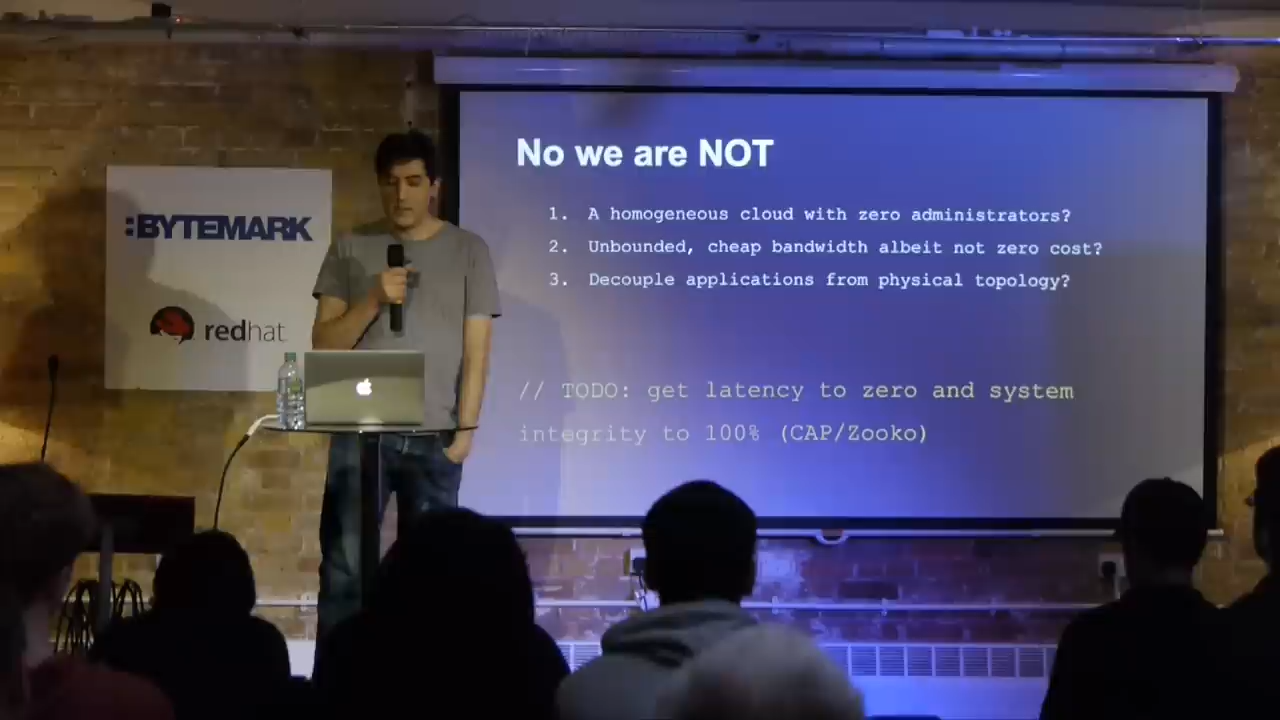 :BYTEMARK
redhat
No we are NOT
1. A homogeneous cloud with zero administrators?
2. Unbounded, cheap bandwidth albeit not zero cost?
3. Decouple applications from physical topology?
// TODO: get latency to zero and system
integrity to 100% (CAP/Zooko)